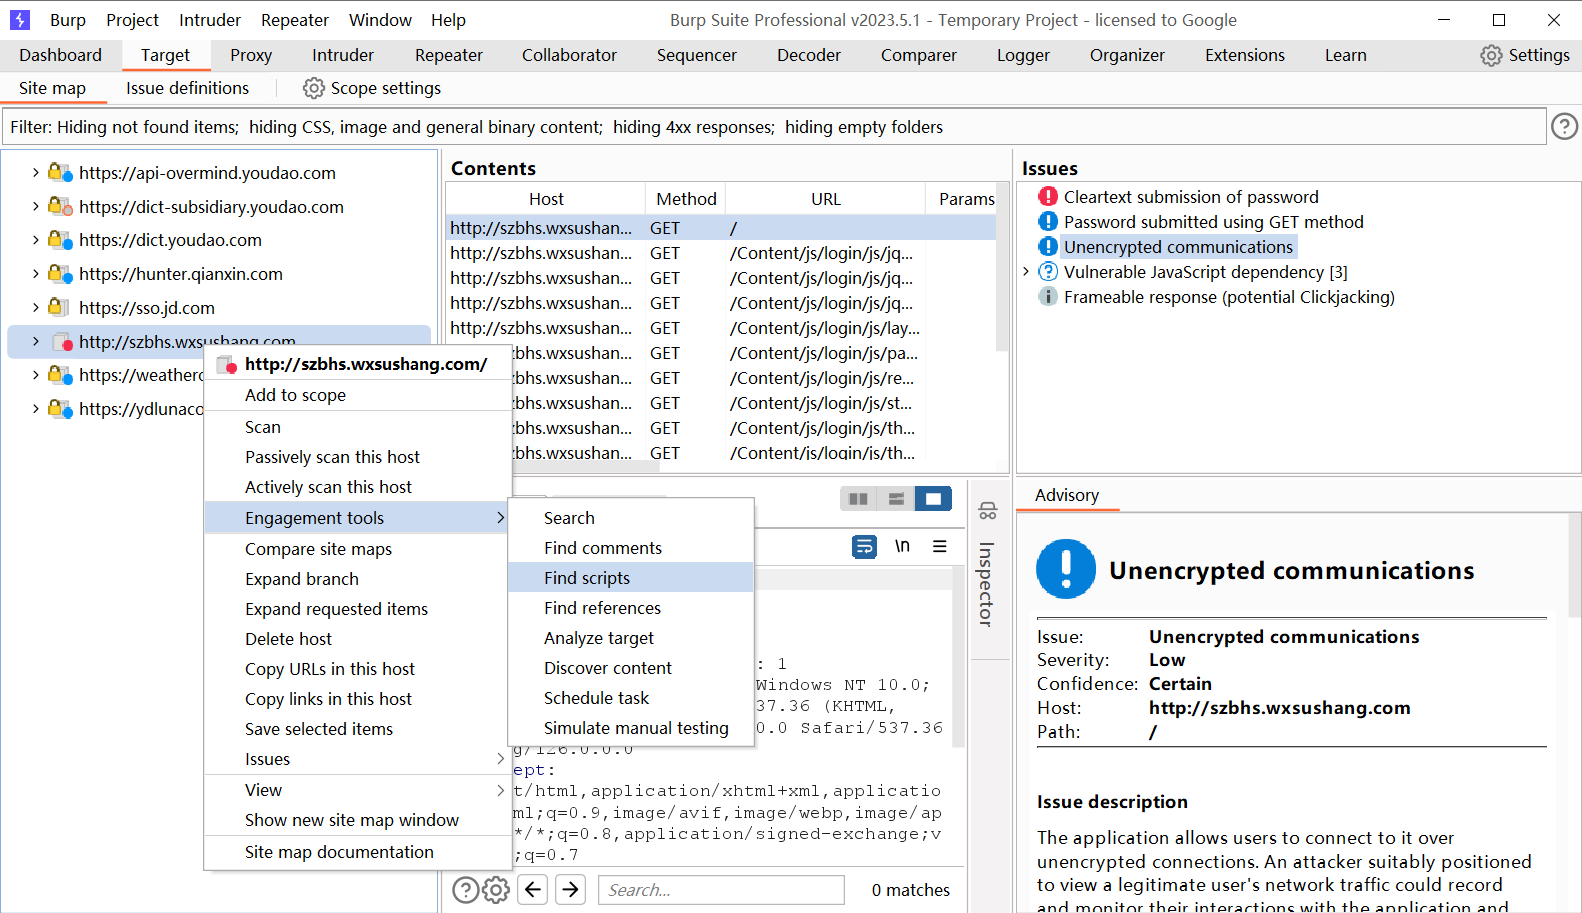 Burp Project Intruder Repeater Window Help
Burp Suite Professional v2023.5.1 - Temporary Project - licensed to Google
Dashboard Target Proxy Intruder Repeater Collaborator Sequencer Decoder Comparer Logger Organizer Extensions Learn Settings
Site map Issue definitions Scope settings
Filter: Hiding not found items; hiding CSS, image and general binary content; hiding 4xx responses; hiding empty folders
https://api-overmind.youdao.com
https://dict-subsidiary.youdao.com
https://dict.youdao.com
https://hunter.qianxin.com
https://sso.jd.com
http://szbhs.wxsushang.com
https://weatherc
https://ydlunaco
http://szbhs.wxsushang.com/
Add to scope
Scan
Passively scan this host
Actively scan this host
Engagement tools
Compare site maps
Expand branch
Expand requested items
Delete host
Copy URLs in this host
Copy links in this host
Save selected items
Issues
View
Show new site map window
Site map documentation
Search
Find comments
Find scripts
Find references
Analyze target
Discover content
Schedule task
Simulate manual testing
Contents
Host Method URL Params
http://szbhs.wxsushan... GET /
http://szbhs.wxsushan... GET /Content/js/login/js/jq...
http://szbhs.wxsushan... GET /Content/js/login/js/jq...
http://szbhs.wxsushan... GET /Content/js/login/js/jq...
http://szbhs.wxsushan... GET /Content/js/login/js/lay...
szbhs.wxsushan... GET /Content/js/login/js/pa...
szbhs.wxsushan... GET /Content/js/login/js/re...
szbhs.wxsushan... GET /Content/js/login/js/st...
szbhs.wxsushan... GET /Content/js/login/js/th...
szbhs.wxsushan... GET /Content/js/login/js/th...
\n
: 1
Windows NT 10.0;
37.36 (KHTML,
0.0 Safari/537.36
g/126.0.0.0
ept:
t/html,application/xhtml+xml,applicatio
ml;q=0.9,image/avif,image/webp,image/ap
*/*;q=0.8,application/signed-exchange;v
;q=0.7
Search...
0 matches
Inspector
Issues
Cleartext submission of password
Password submitted using GET method
Unencrypted communications
Vulnerable JavaScript dependency [3]
Frameable response (potential Clickjacking)
Advisory
Unencrypted communications
Issue: Unencrypted communications
Severity: Low
Confidence: Certain
Host: http://szbhs.wxsushang.com
Path: /
Issue description
The application allows users to connect to it over
unencrypted connections. An attacker suitably positioned
to view a legitimate user's network traffic could record
and monitor their interactions with the application and